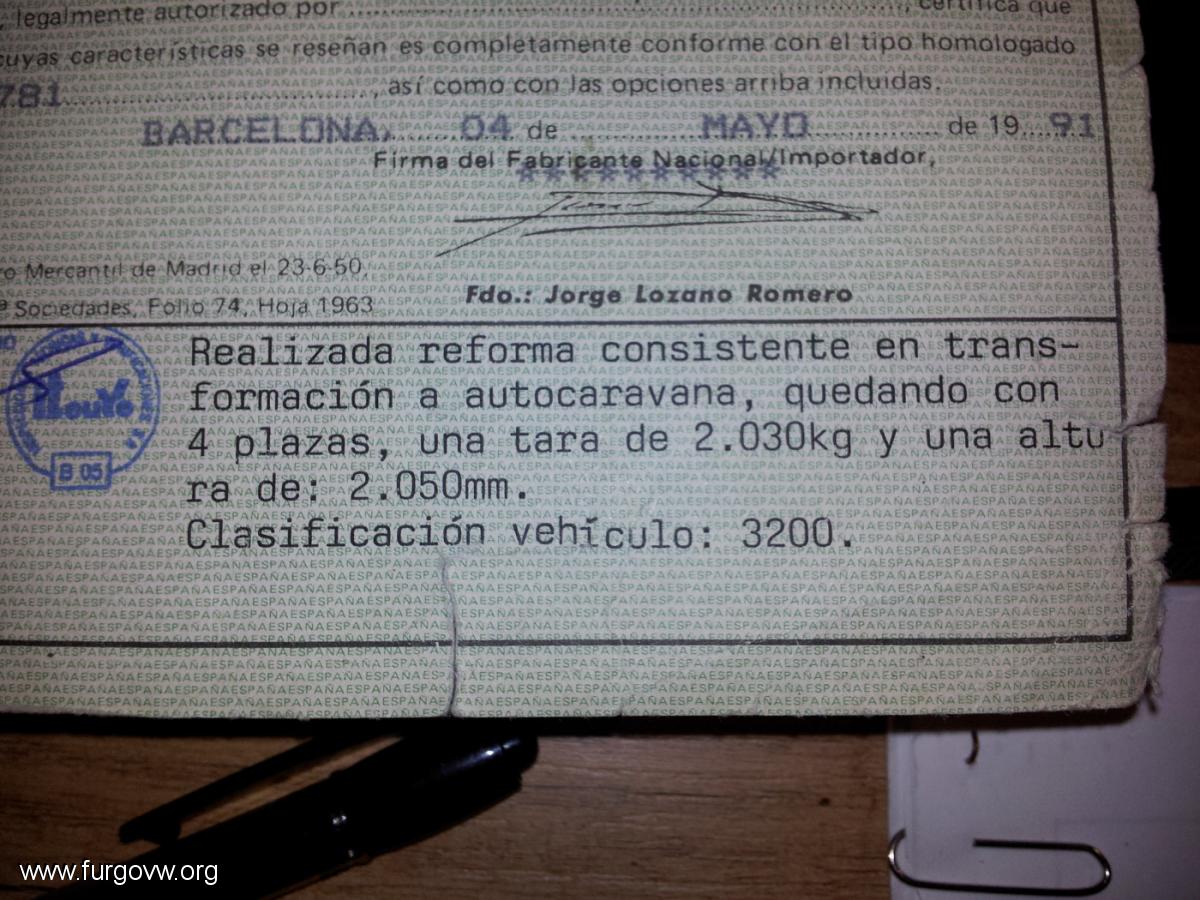 , legalmente autorizado por ........................, certifica que
cuyas características se reseñan es completamente conforme con el tipo homologado
781........................, así como con las opciones arriba incluidas.
BARCELONA,......04. de ............MAYO............ de 19...91
Firma del Fabricante Nacional/Importador,
ro Mercantil de Madrid el 23-6-50,
ª Sociedades, Folio 74, Hoja 1963
Fdo.: Jorge Lozano Romero
Realizada reforma consistente en trans-
formación a autocaravana, quedando con
4 plazas, una tara de 2.030kg y una altu
ra de: 2.050mm.
Clasificación vehículo: 3200.
B 05
www.furgovw.org